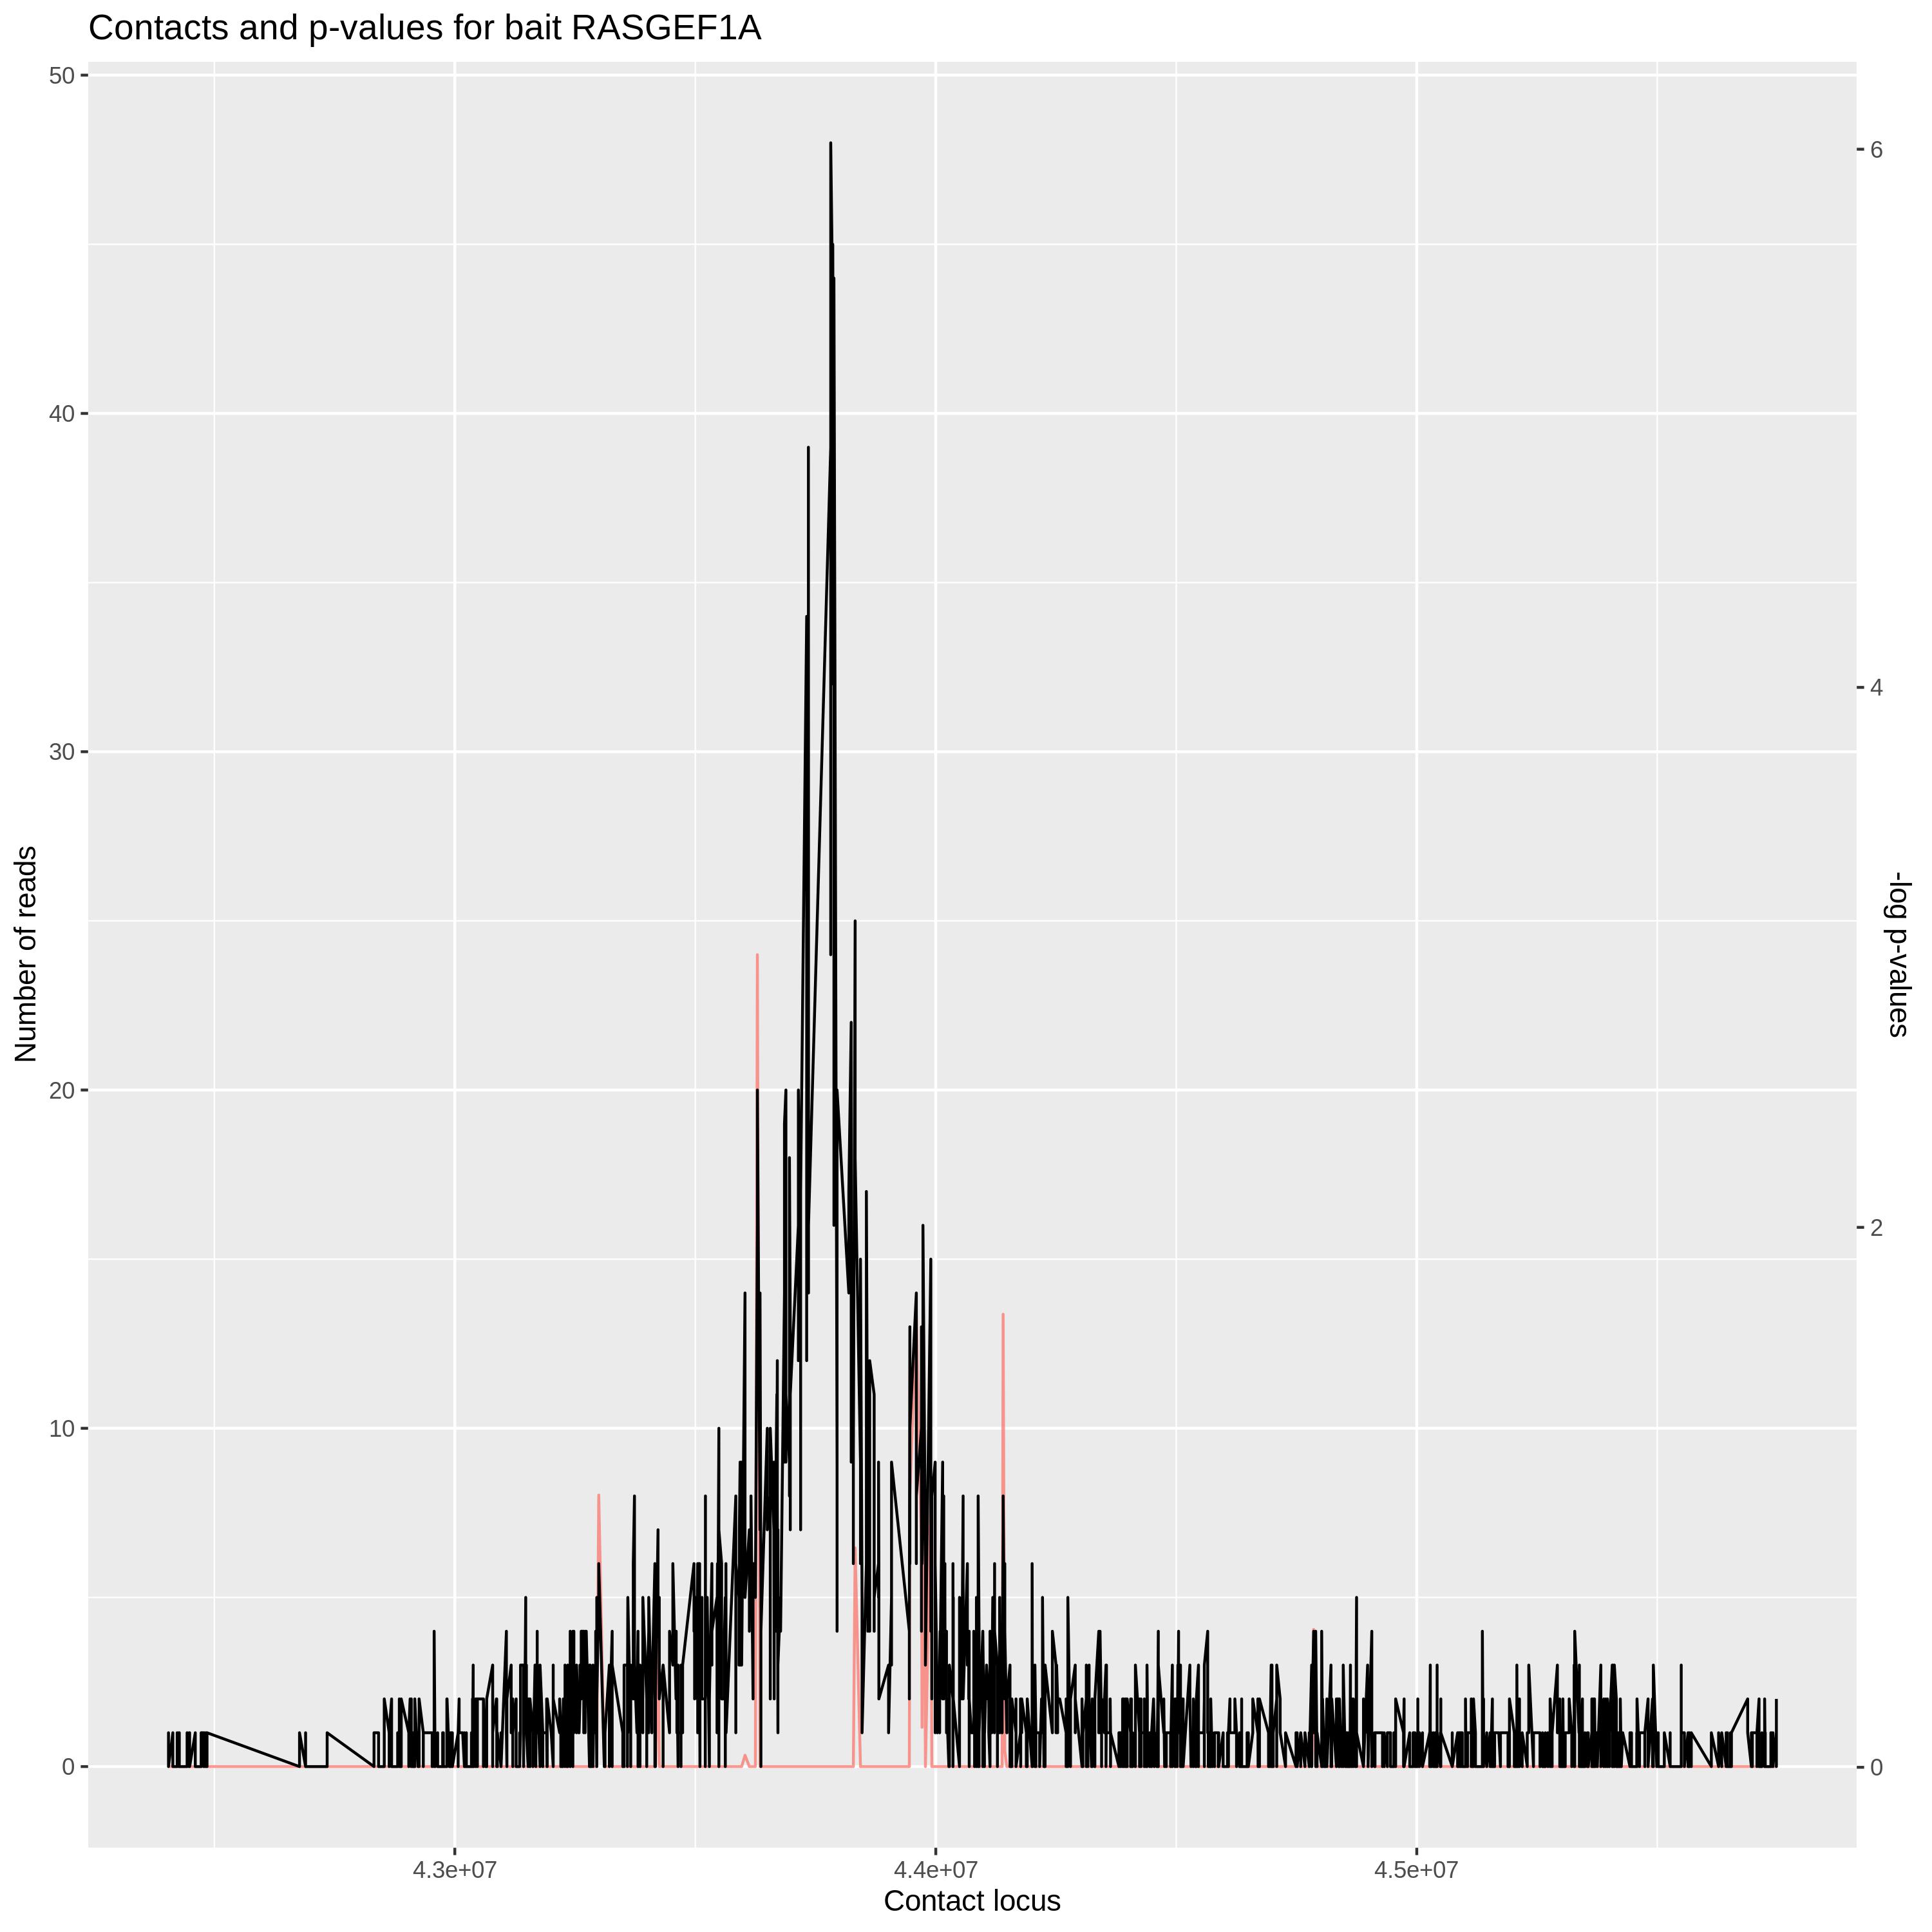 Contacts and p-values for bait RASGEF1A
50
40
30
20
10
0
Number of reads
6
4
2
0
-log p-values
4.3e+07
4.4e+07
4.5e+07
Contact locus